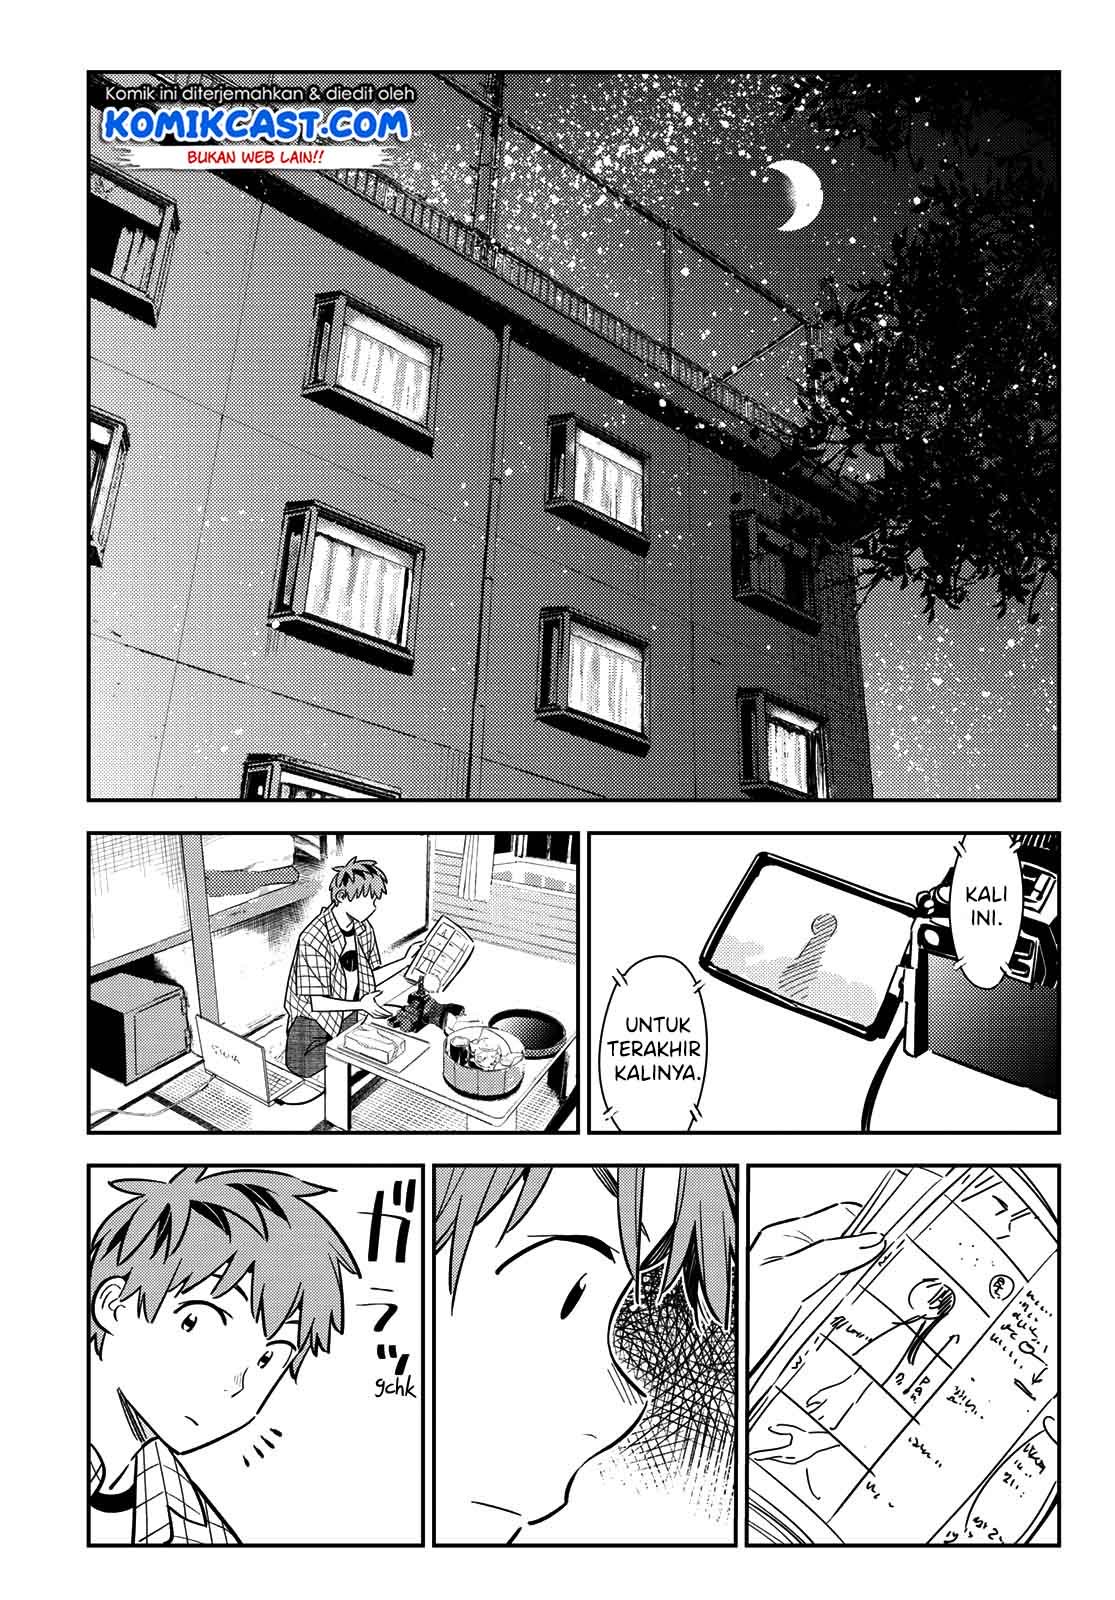 Komik ini diterjemahkan & diedit oleh
KOMIKCAST.COM
BUKAN WEB LAIN!!
KALI
INI.
UNTUK
TERAKHIR
KALINYA.
ガラッ
gchk